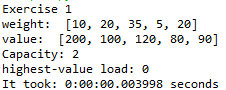 Exercise 1
weight:  [10, 20, 35, 5, 20]
value:  [200, 100, 120, 80, 90]
Capacity: 2
highest-value load: 0
It took: 0:00:00.003998 seconds